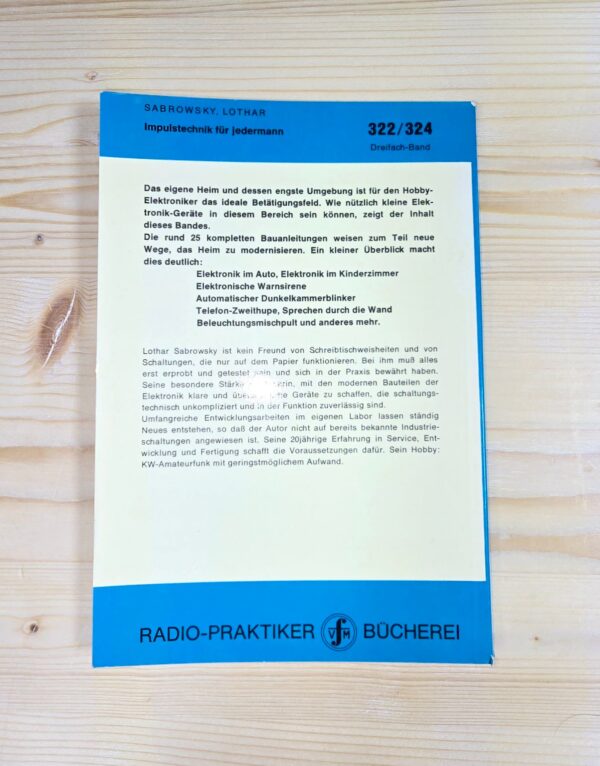 SABROWSKY, LOTHAR
Impulstechnik für jedermann
322/324
Dreifach-Band
Das eigene Heim und dessen engste Umgebung ist für den Hobby-
Elektroniker das ideale Betätigungsfeld. Wie nützlich kleine Elek-
tronik-Geräte in diesem Bereich sein können, zeigt der Inhalt
dieses Bandes.
Die rund 25 kompletten Bauanleitungen weisen zum Teil neue
Wege, das Heim zu modernisieren. Ein kleiner Überblick macht
dies deutlich:
Elektronik im Auto, Elektronik im Kinderzimmer
Elektronische Warnsirene
Automatischer Dunkelkammerblinker
Telefon-Zweithupe, Sprechen durch die Wand
Beleuchtungsmischpult und anderes mehr.
Lothar Sabrowsky ist kein Freund von Schreibtischweisheiten und von
Schaltungen, die nur auf dem Papier funktionieren. Bei ihm muß alles
erst erprobt und getestet sein und sich in der Praxis bewährt haben.
Seine besondere Stärke mit den modernen Bauteilen der
Elektronik klare und Geräte zu schaffen, die schaltungs-
technisch unkompliziert und in der Funktion zuverlässig sind.
Umfangreiche Entwicklungsarbeiten im eigenen Labor lassen ständig
Neues entstehen, so daß der Autor nicht auf bereits bekannte Industrie-
schaltungen angewiesen ist. Seine 20jährige Erfahrung in Service, Ent-
wicklung und Fertigung schafft die Voraussetzungen dafür. Sein Hobby:
KW-Amateurfunk mit geringstmöglichem Aufwand.
RADIO-PRAKTIKER VfM BÜCHEREI